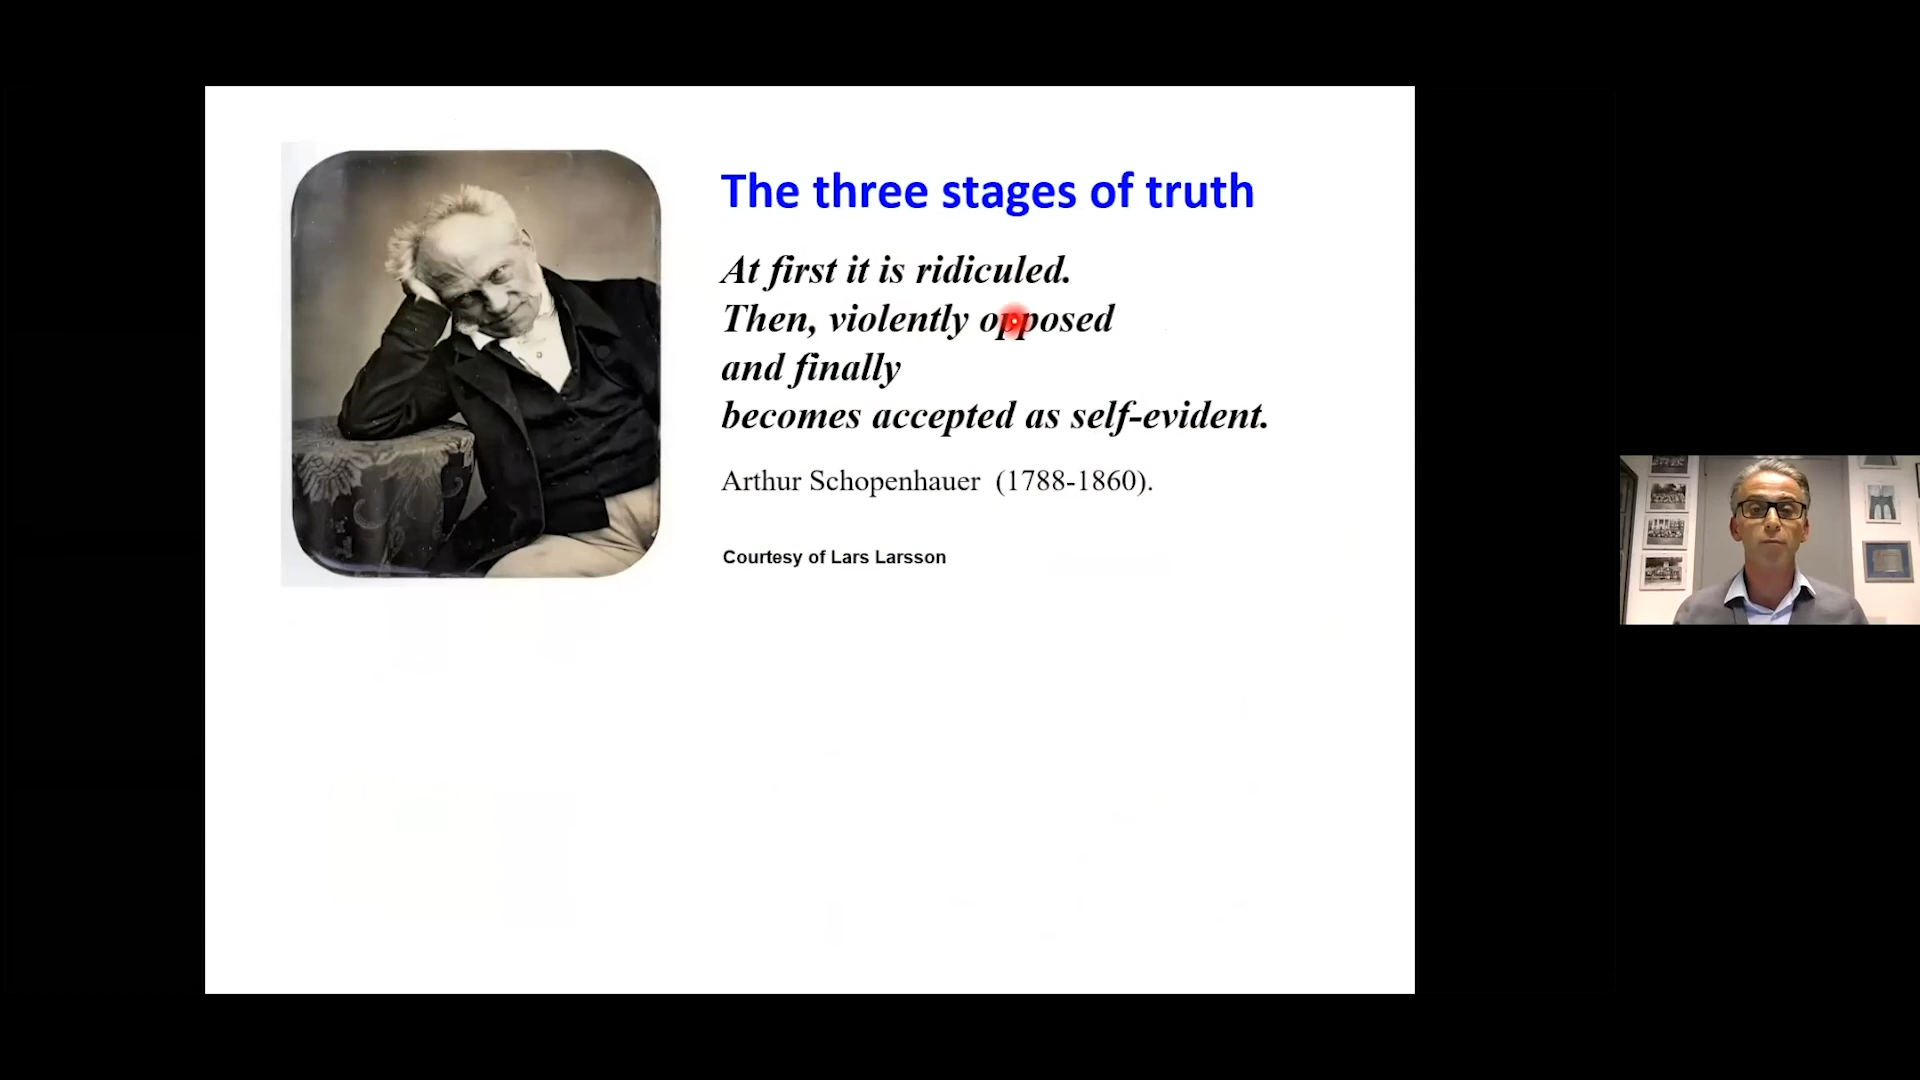 The three stages of truth
At first it is ridiculed.
Then, violently opposed
and finally
becomes accepted as self-evident.
Arthur Schopenhauer (1788-1860).
Courtesy of Lars Larsson